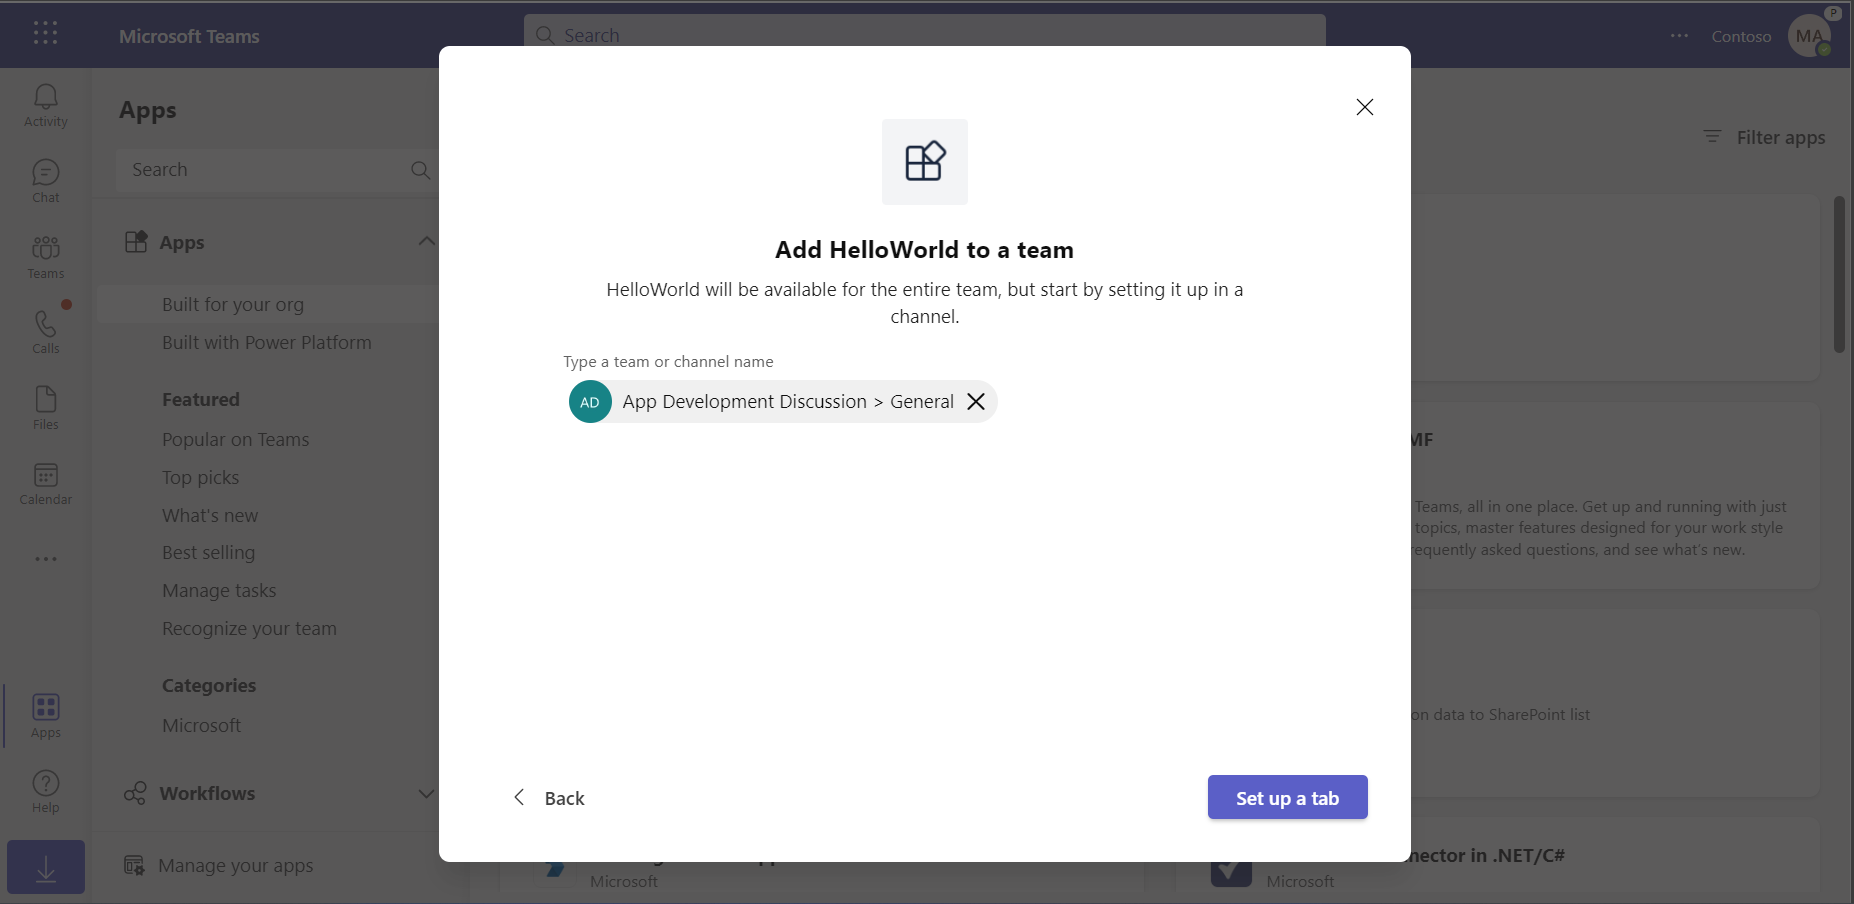 Microsoft Teams
Search
Contoso
MA
P
Activity
Chat
Teams
Calls
Files
Calendar
Apps
Help
Apps
Search
Apps
Built for your org
Built with Power Platform
Featured
Popular on Teams
Top picks
What's new
Best selling
Manage tasks
Recognize your team
Categories
Microsoft
Workflows
Manage your apps
Add HelloWorld to a team
HelloWorld will be available for the entire team, but start by setting it up in a
channel.
Type a team or channel name
AD App Development Discussion > General
Back
Set up a tab
Filter apps
MF
Teams, all in one place. Get up and running with just
topics, master features designed for your work style
requently asked questions, and see what's new.
on data to SharePoint list
Microsoft
nector in .NET/C#
Microsoft